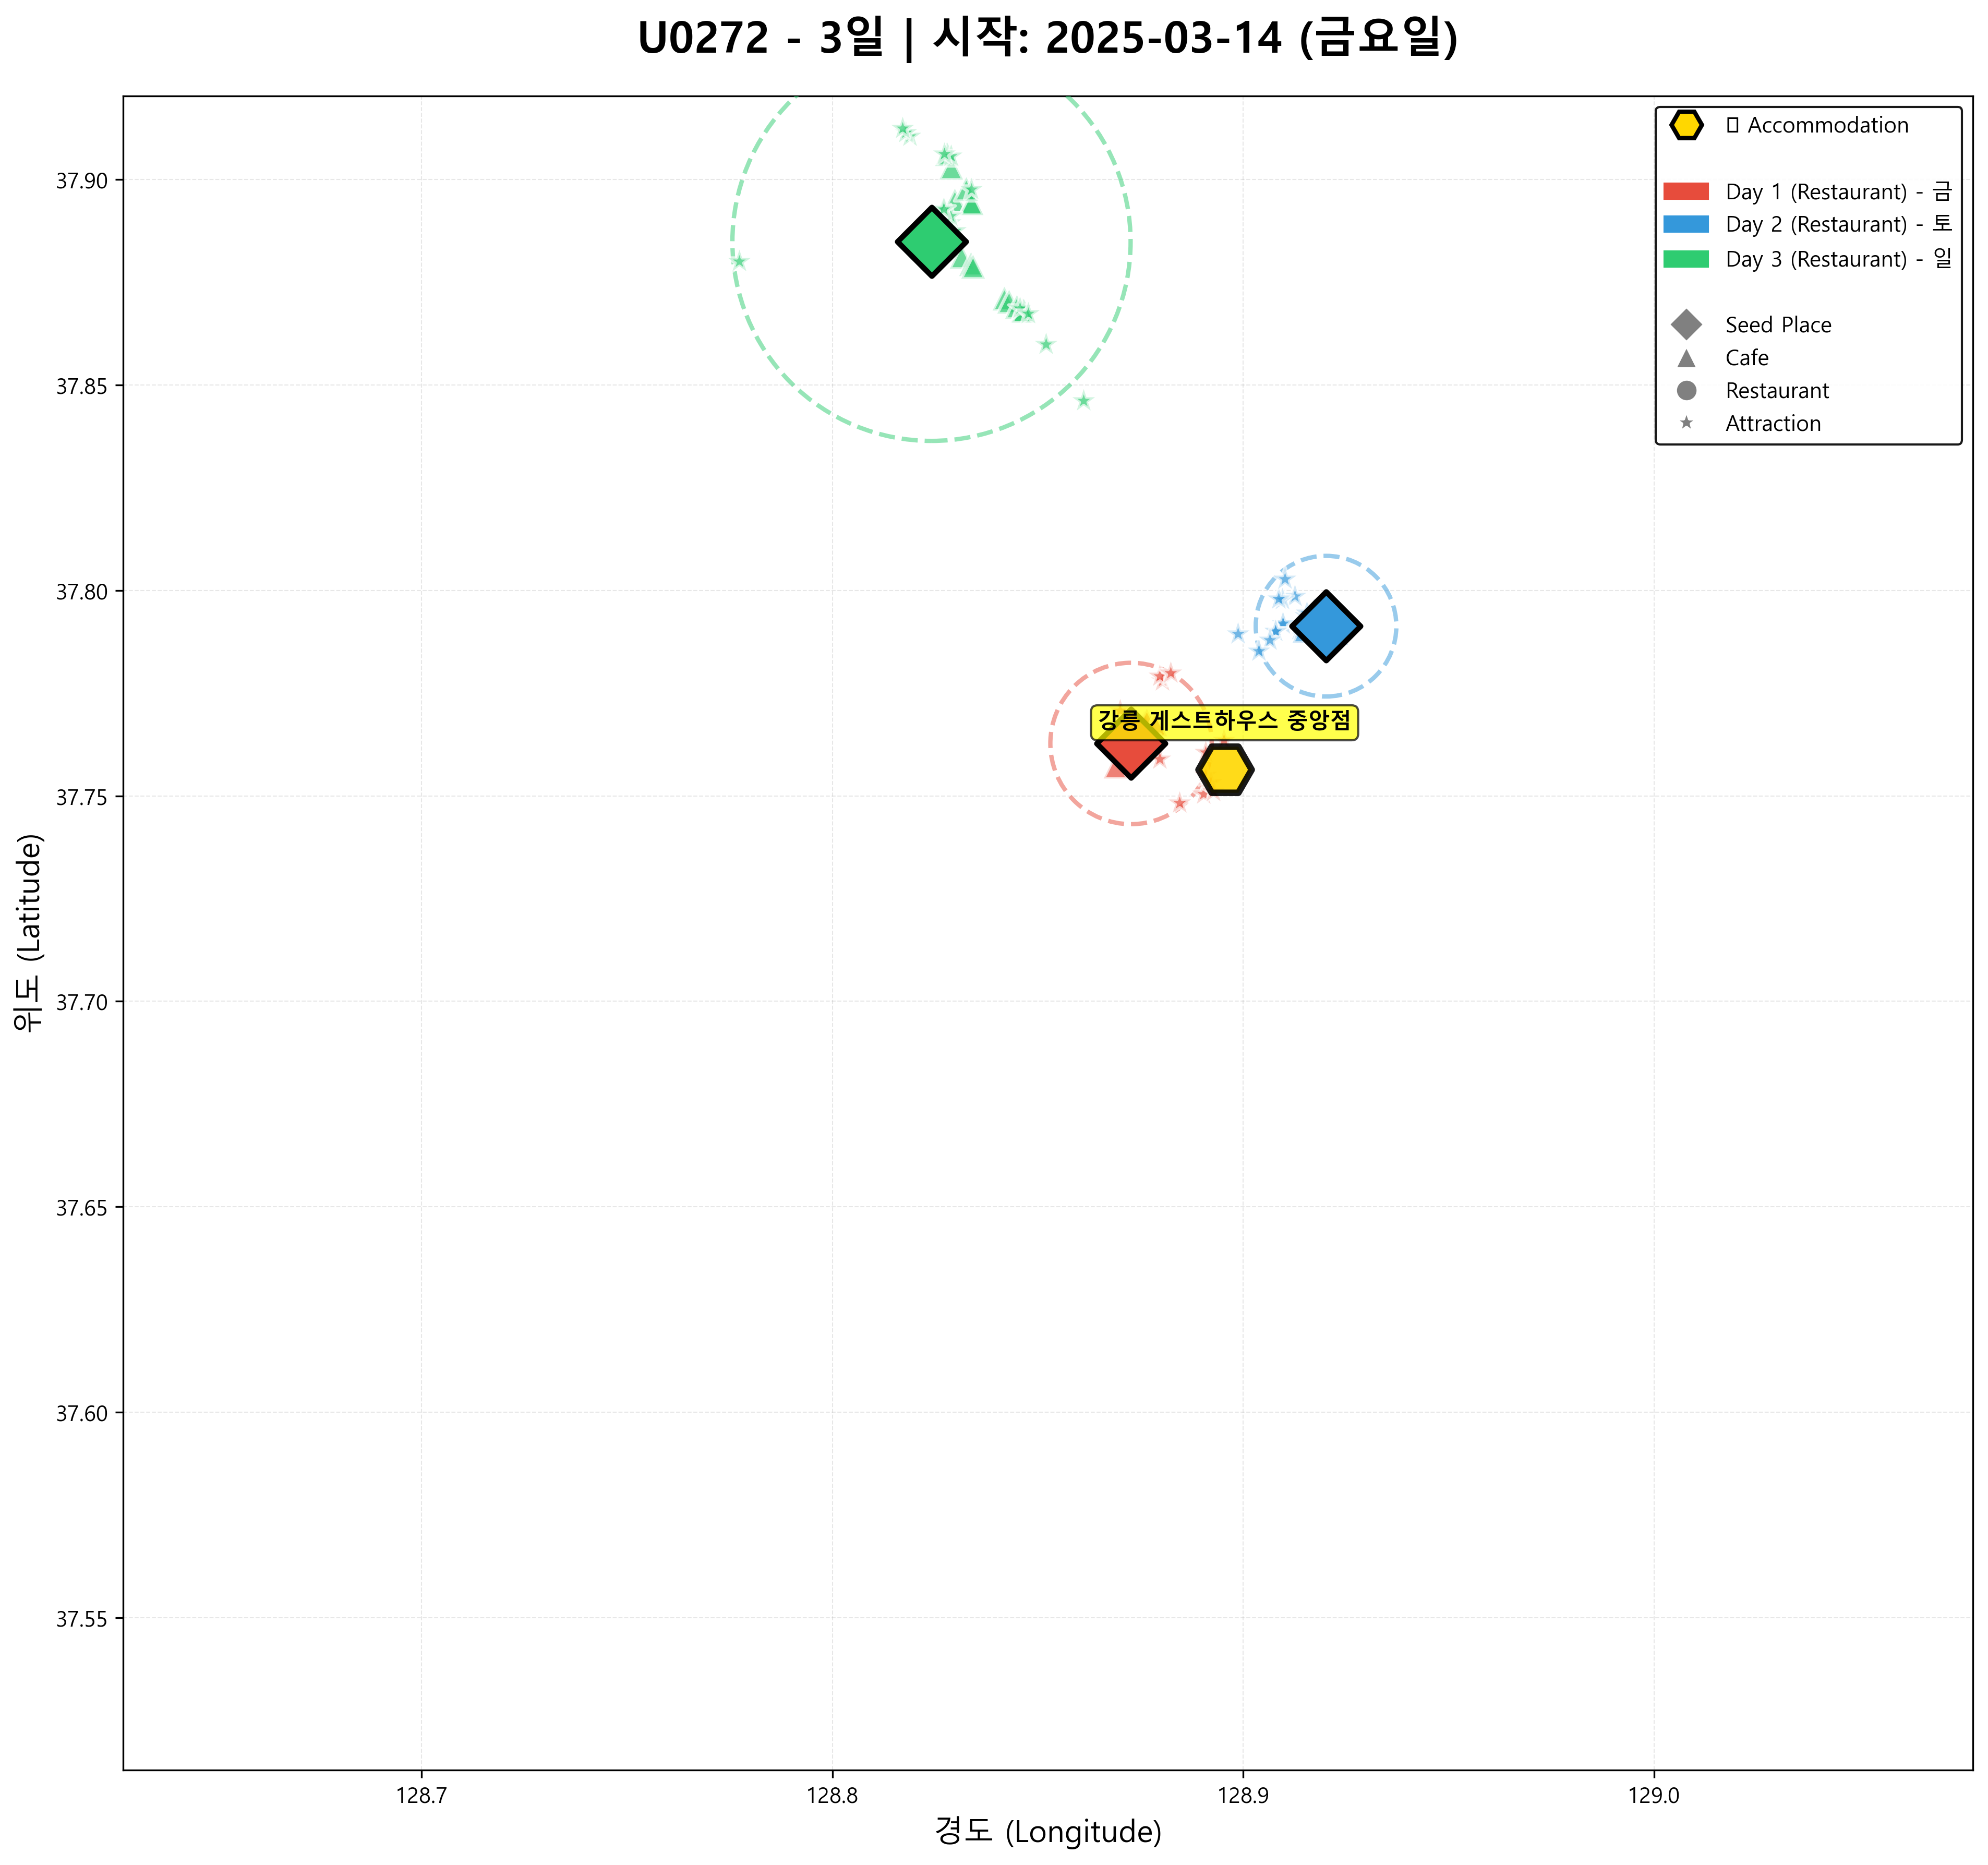 U0272 - 3일 | 시작: 2025-03-14 (금요일)
Accommodation
Day 1 (Restaurant) - 금
Day 2 (Restaurant) - 토
Day 3 (Restaurant) - 일
Seed Place
Cafe
Restaurant
Attraction
37.90
37.85
37.80
강릉 게스트하우스 중앙점
37.75
37.70
37.65
37.60
37.55
위도 (Latitude)
128.7
128.8
128.9
129.0
경도 (Longitude)